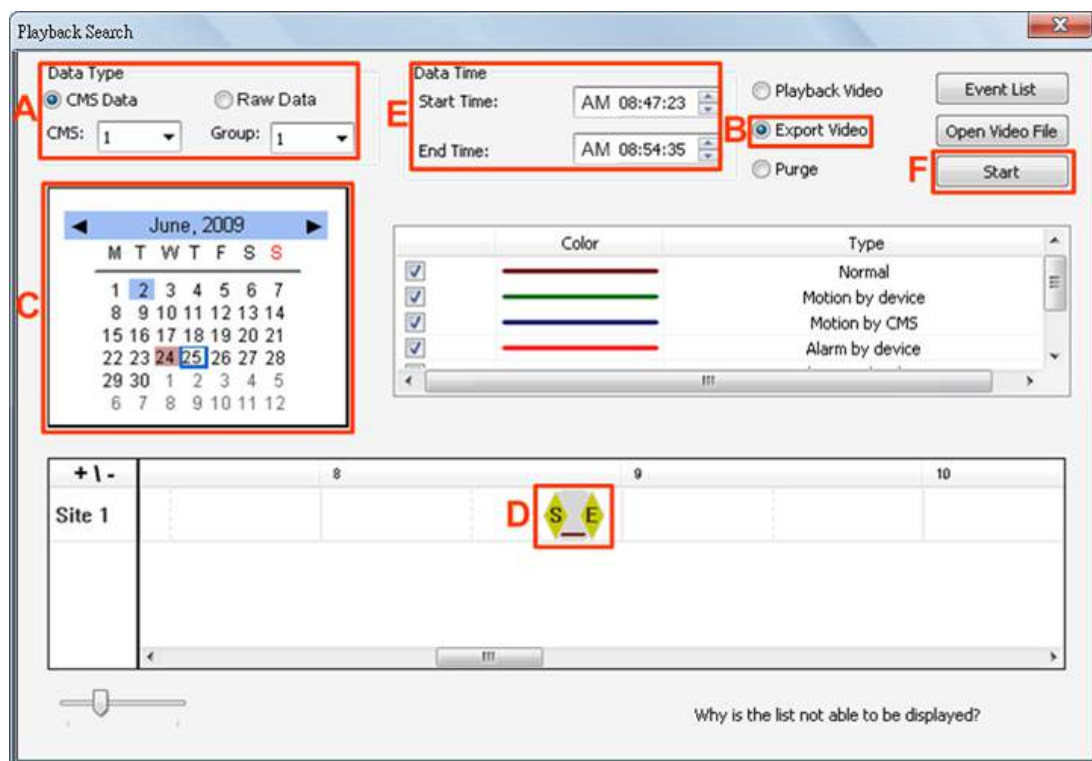 Playback Search
Data Type
A
CMS Data
Raw Data
CMS: 1
Group: 1
Data Time
E
Start Time: AM 08:47:23
End Time: AM 08:54:35
Playback Video
B
Export Video
Purge
Event List
Open Video File
F
Start
C
June, 2009
M T W T F S S
1 2 3 4 5 6 7
8 9 10 11 12 13 14
15 16 17 18 19 20 21
22 23 24 25 26 27 28
29 30 1 2 3 4 5
6 7 8 9 10 11 12
Color Type
Normal
Motion by device
Motion by CMS
Alarm by device
+ \ - 8 9 10
Site 1
D
S E
Why is the list not able to be displayed?